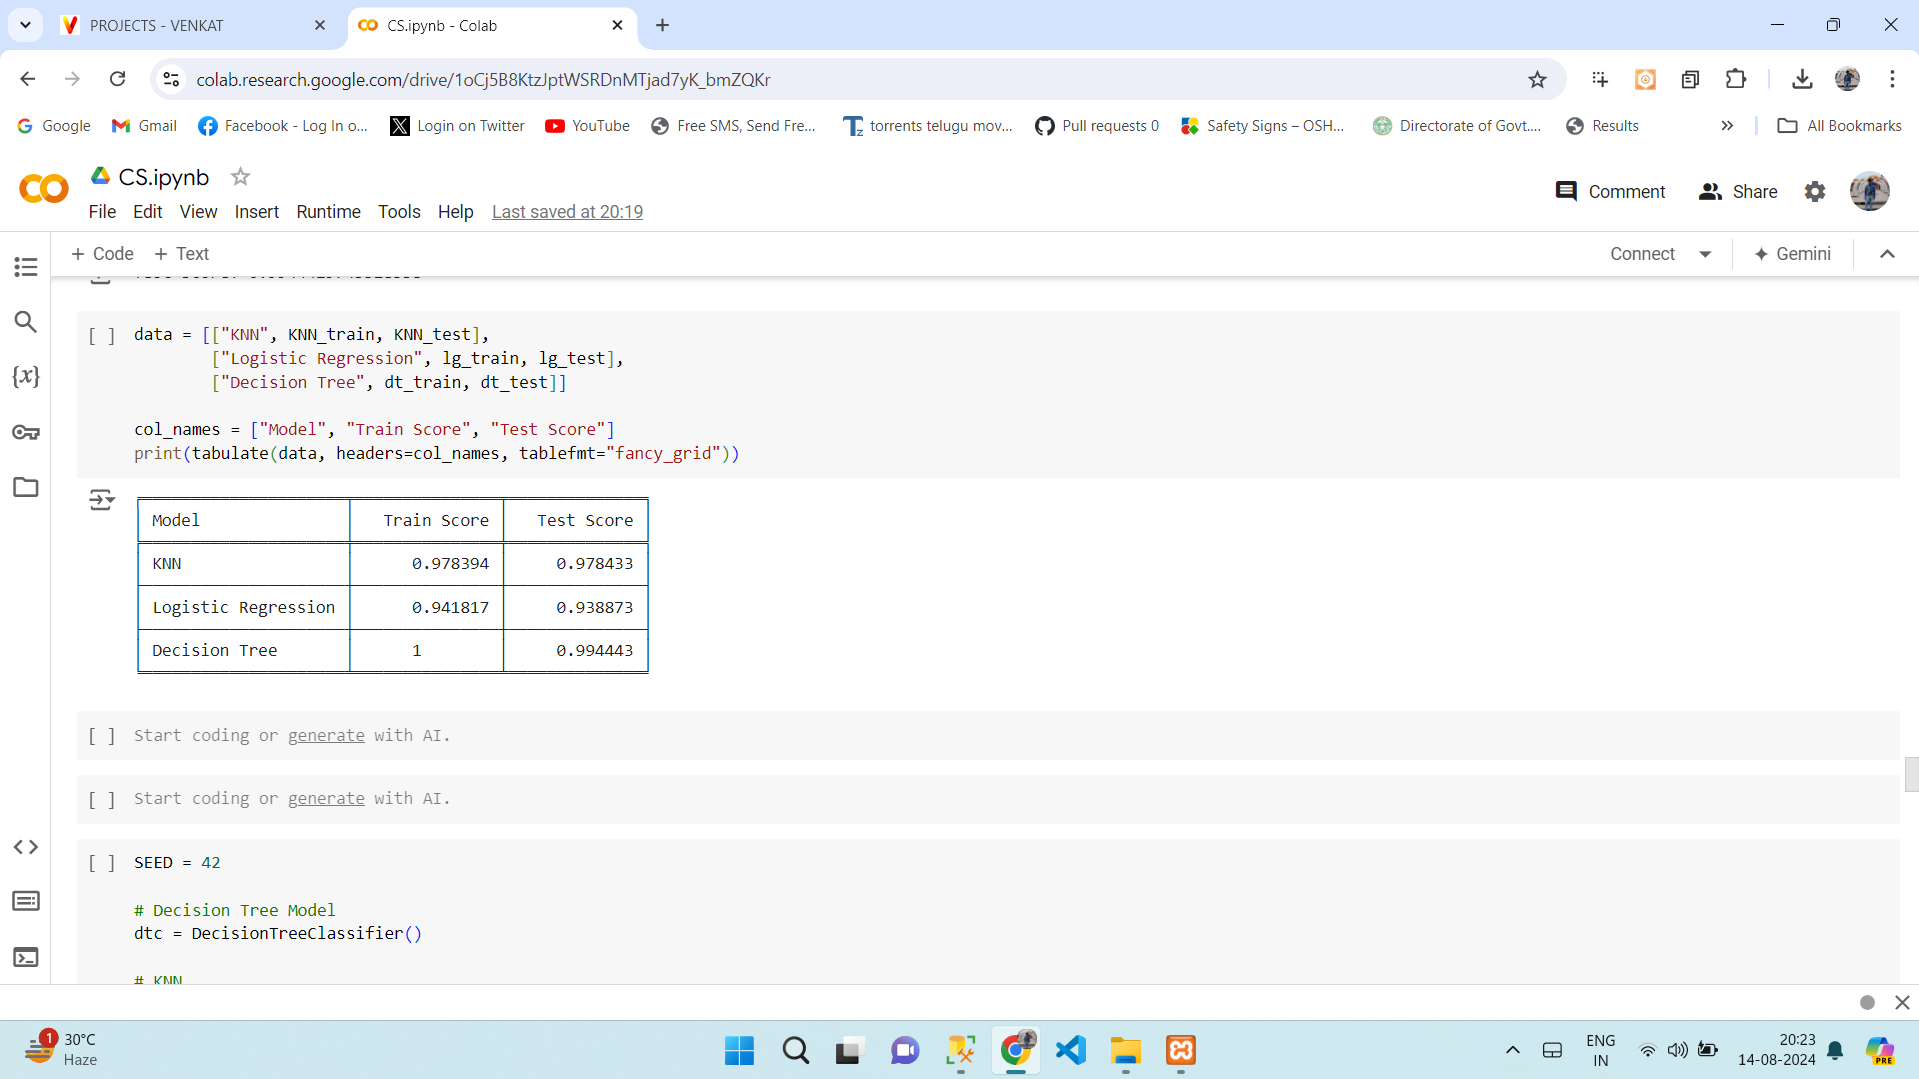 PROJECTS - VENKAT
CS.ipynb - Colab
colab.research.google.com/drive/1oCj5B8KtzJptWSRDnMTjad7yK_bmZQKr
Google Gmail Facebook - Log In o... Login on Twitter YouTube Free SMS, Send Fre... torrents telugu mov... Pull requests 0 Safety Signs – OSH... Directorate of Govt.... Results All Bookmarks
CS.ipynb
Comment Share
File Edit View Insert Runtime Tools Help Last saved at 20:19
+ Code + Text Connect Gemini
[ ] data = [["KNN", KNN_train, KNN_test],
["Logistic Regression", lg_train, lg_test],
["Decision Tree", dt_train, dt_test]]
col_names = ["Model", "Train Score", "Test Score"]
print(tabulate(data, headers=col_names, tablefmt="fancy_grid"))
Model Train Score Test Score
KNN 0.978394 0.978433
Logistic Regression 0.941817 0.938873
Decision Tree 1 0.994443
[ ] Start coding or generate with AI.
[ ] Start coding or generate with AI.
[ ] SEED = 42
# Decision Tree Model
dtc = DecisionTreeClassifier()
# KNN
1
30°C
Haze
ENG
IN
20:23
14-08-2024
PRE